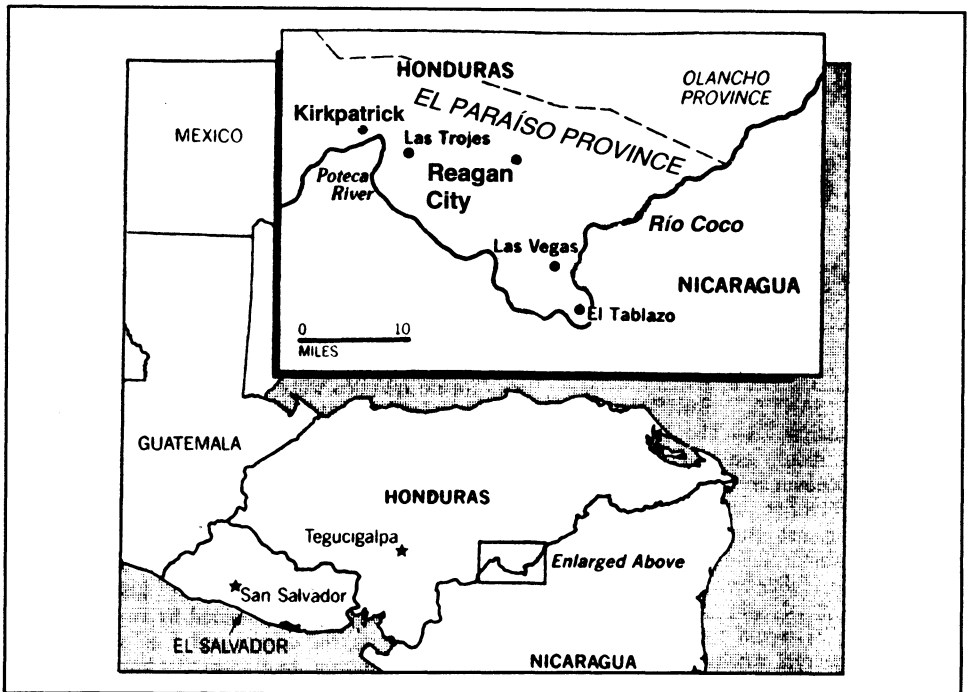 HONDURAS
OLANCHO
PROVINCE
EL PARAÍSO PROVINCE
Kirkpatrick
Las Trojes
MEXICO
Poteca
River
Reagan
City
Río Coco
Las Vegas
NICARAGUA
El Tablazo
0 10
MILES
GUATEMALA
HONDURAS
Tegucigalpa
Enlarged Above
San Salvador
EL SALVADOR
NICARAGUA